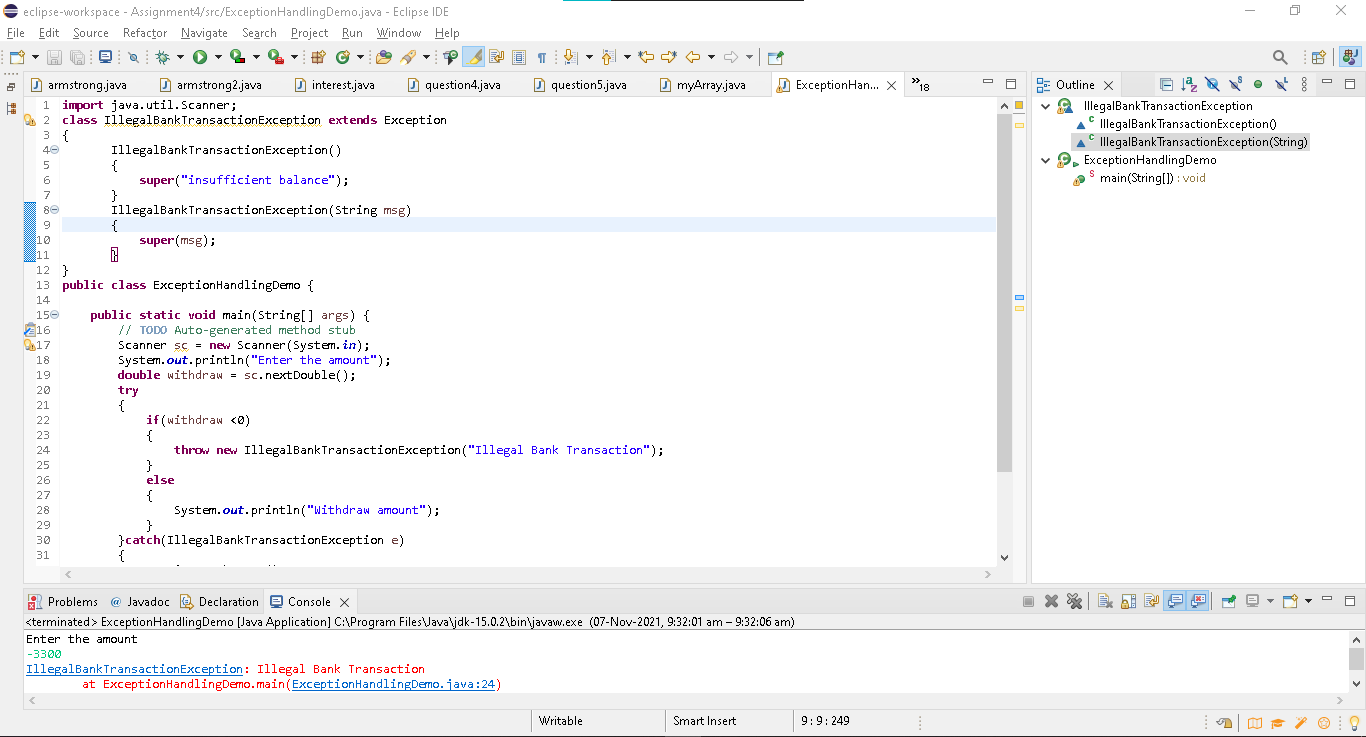 eclipse-workspace - Assignment4/src/ExceptionHandlingDemo.java - Eclipse IDE
File Edit Source Refactor Navigate Search Project Run Window Help
armstrong.java armstrong2.java interest.java question4.java question5.java myArray.java ExceptionHan... »18
1 import java.util.Scanner;
2 class IllegalBankTransactionException extends Exception
3 {
4 IllegalBankTransactionException()
5 {
6 super("insufficient balance");
7 }
8 IllegalBankTransactionException(String msg)
9 {
10 super(msg);
11 }
12 }
13 public class ExceptionHandlingDemo {
14
15 public static void main(String[] args) {
16 // TODO Auto-generated method stub
17 Scanner sc = new Scanner(System.in);
18 System.out.println("Enter the amount");
19 double withdraw = sc.nextDouble();
20 try
21 {
22 if(withdraw <0)
23 {
24 throw new IllegalBankTransactionException("Illegal Bank Transaction");
25 }
26 else
27 {
28 System.out.println("Withdraw amount");
29 }
30 }catch(IllegalBankTransactionException e)
31 {
Outline
IllegalBankTransactionException
IllegalBankTransactionException()
IllegalBankTransactionException(String)
ExceptionHandlingDemo
main(String[]) : void
Problems Javadoc Declaration Console
<terminated> ExceptionHandlingDemo [Java Application] C:\Program Files\Java\jdk-15.0.2\bin\javaw.exe (07-Nov-2021, 9:32:01 am – 9:32:06 am)
Enter the amount
-3300
IllegalBankTransactionException: Illegal Bank Transaction
at ExceptionHandlingDemo.main(ExceptionHandlingDemo.java:24)
Writable Smart Insert 9 : 9 : 249